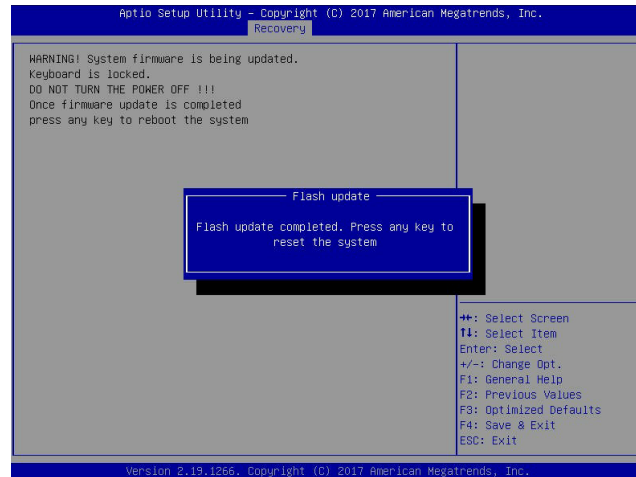 Aptio Setup Utility – Copyright (C) 2017 American Megatrends, Inc.
Recovery
WARNING! System firmware is being updated.
Keyboard is locked.
DO NOT TURN THE POWER OFF !!!
Once firmware update is completed
press any key to reboot the system
Flash update
Flash update completed. Press any key to
reset the system
→←: Select Screen
↑↓: Select Item
Enter: Select
+/-: Change Opt.
F1: General Help
F2: Previous Values
F3: Optimized Defaults
F4: Save & Exit
ESC: Exit
Version 2.19.1266. Copyright (C) 2017 American Megatrends, Inc.